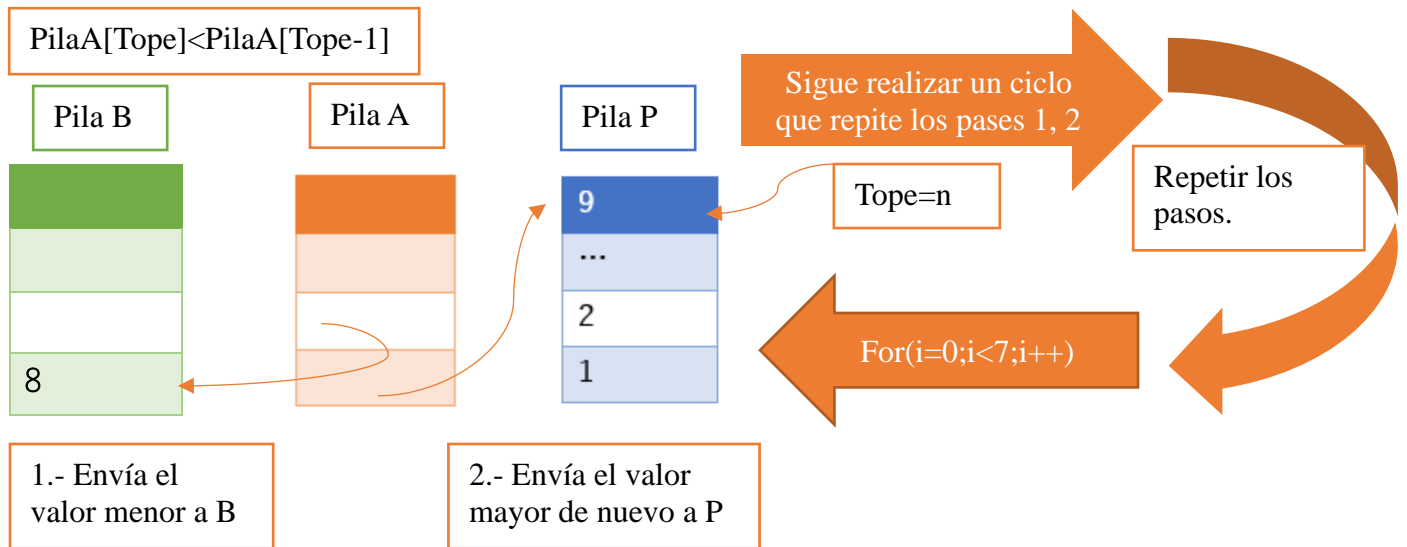 PilaA[Tope]<PilaA[Tope-1]
Pila B
Pila A
Pila P
Sigue realizar un ciclo
que repite los pases 1, 2
Tope=n
Repetir los
pasos.
9
...
2
1
8
For(i=0;i<7;i++)
1.- Envía el
valor menor a B
2.- Envía el valor
mayor de nuevo a P